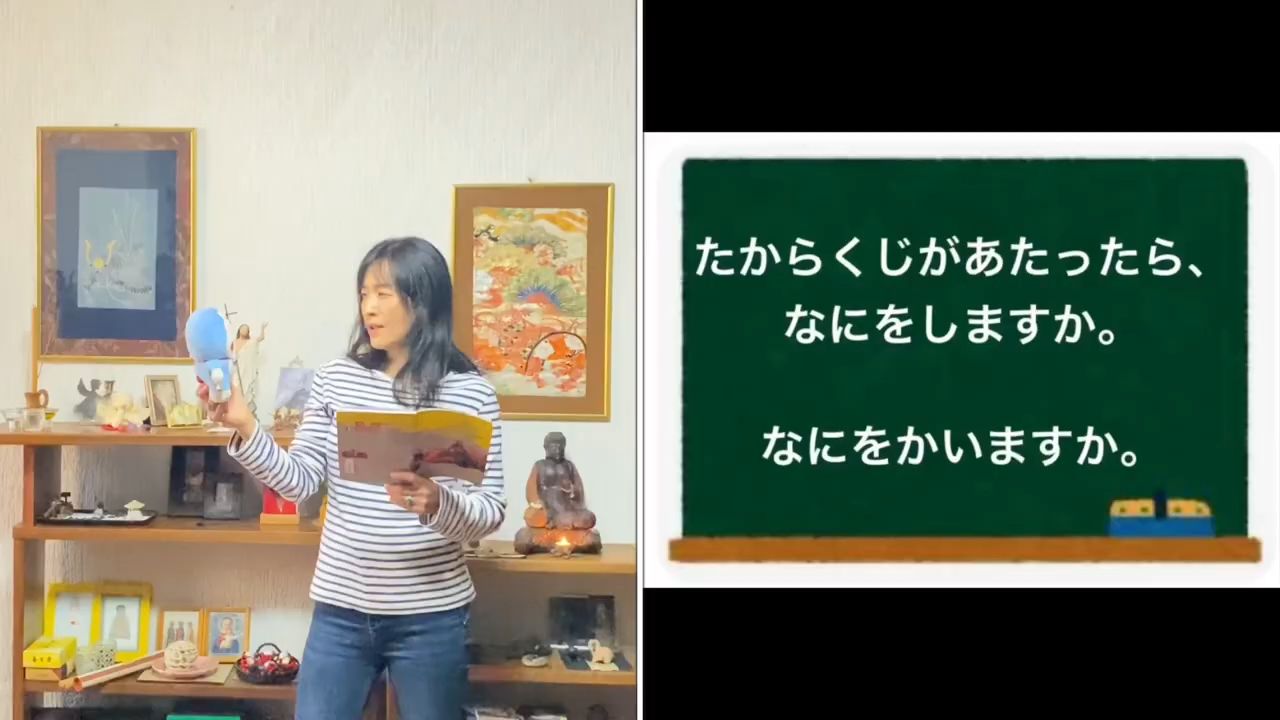 たからくじがあたったら、
なにをしますか。
なにをかいますか。